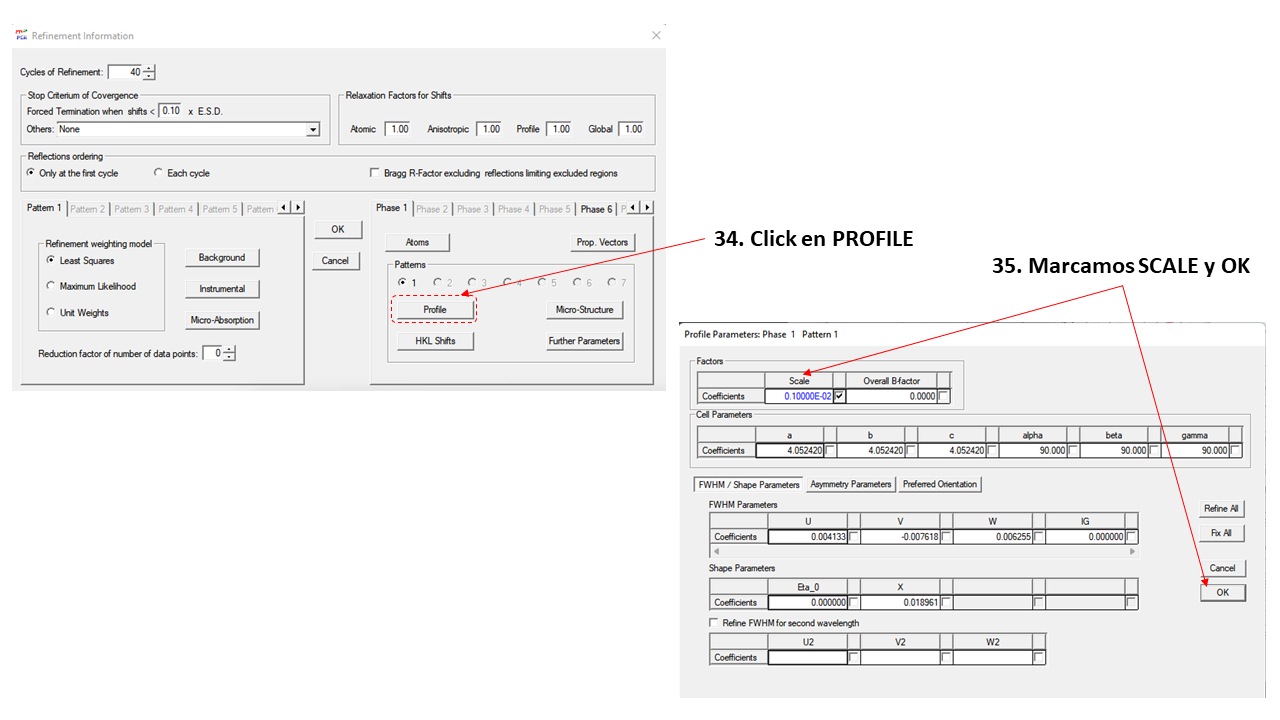 Refinement Information
Cycles of Refinement: 40
Stop Criterium of Covergence
Forced Termination when shifts < 0.10 x E.S.D.
Others: None
Relaxation Factors for Shifts
Atomic 1.00 Anisotropic 1.00 Profile 1.00 Global 1.00
Reflections ordering
Only at the first cycle Each cycle Bragg R-Factor excluding reflections limiting excluded regions
Pattern 1 Pattern 2 Pattern 3 Pattern 4 Pattern 5 Pattern
Refinement weighting model
Least Squares
Maximum Likelihood
Unit Weights
Background
Instrumental
Micro-Absorption
Reduction factor of number of data points: 0
OK
Cancel
Phase 1 Phase 2 Phase 3 Phase 4 Phase 5 Phase 6 P
Atoms Prop. Vectors
Patterns
1 2 3 4 5 6 7
Profile Micro-Structure
HKL Shifts Further Parameters
34. Click en PROFILE
35. Marcamos SCALE y OK
Profile Parameters: Phase 1 Pattern 1
Factors
Scale Overall B-factor
Coefficients 0.10000E-02 0.0000
Cell Parameters
a b c alpha beta gamma
Coefficients 4.052420 4.052420 4.052420 90.000 90.000 90.000
FWHM / Shape Parameters Asymmetry Parameters Preferred Orientation
FWHM Parameters
U V W IG
Coefficients 0.004133 -0.007618 0.006255 0.000000
Shape Parameters
Eta_0 X
Coefficients 0.000000 0.018961
Refine FWHM for second wavelength
U2 V2 W2
Coefficients
Refine All
Fix All
Cancel
OK